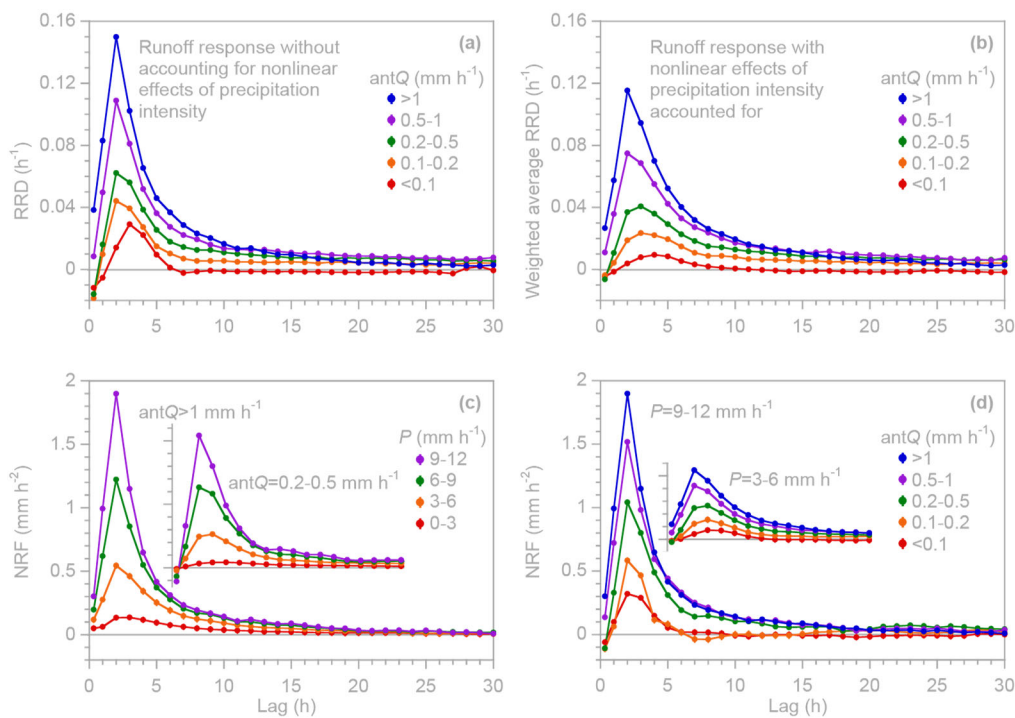 0.16
0.12
0.08
0.04
0
RRD (h⁻¹)
(a)
Runoff response without
accounting for nonlinear
effects of precipitation
intensity
antQ (mm h⁻¹)
>1
0.5-1
0.2-0.5
0.1-0.2
<0.1
0 5 10 15 20 25 30
0.16
0.12
0.08
0.04
0
Weighted average RRD (h⁻¹)
(b)
Runoff response with
nonlinear effects of
precipitation intensity
accounted for
antQ (mm h⁻¹)
>1
0.5-1
0.2-0.5
0.1-0.2
<0.1
0 5 10 15 20 25 30
2
1.5
1
0.5
0
NRF (mm h⁻²)
(c)
antQ>1 mm h⁻¹
P (mm h⁻¹)
9-12
6-9
3-6
0-3
antQ=0.2-0.5 mm h⁻¹
0 5 10 15 20 25 30
Lag (h)
2
1.5
1
0.5
0
NRF (mm h⁻²)
(d)
P=9-12 mm h⁻¹
antQ (mm h⁻¹)
>1
0.5-1
0.2-0.5
0.1-0.2
<0.1
P=3-6 mm h⁻¹
0 5 10 15 20 25 30
Lag (h)